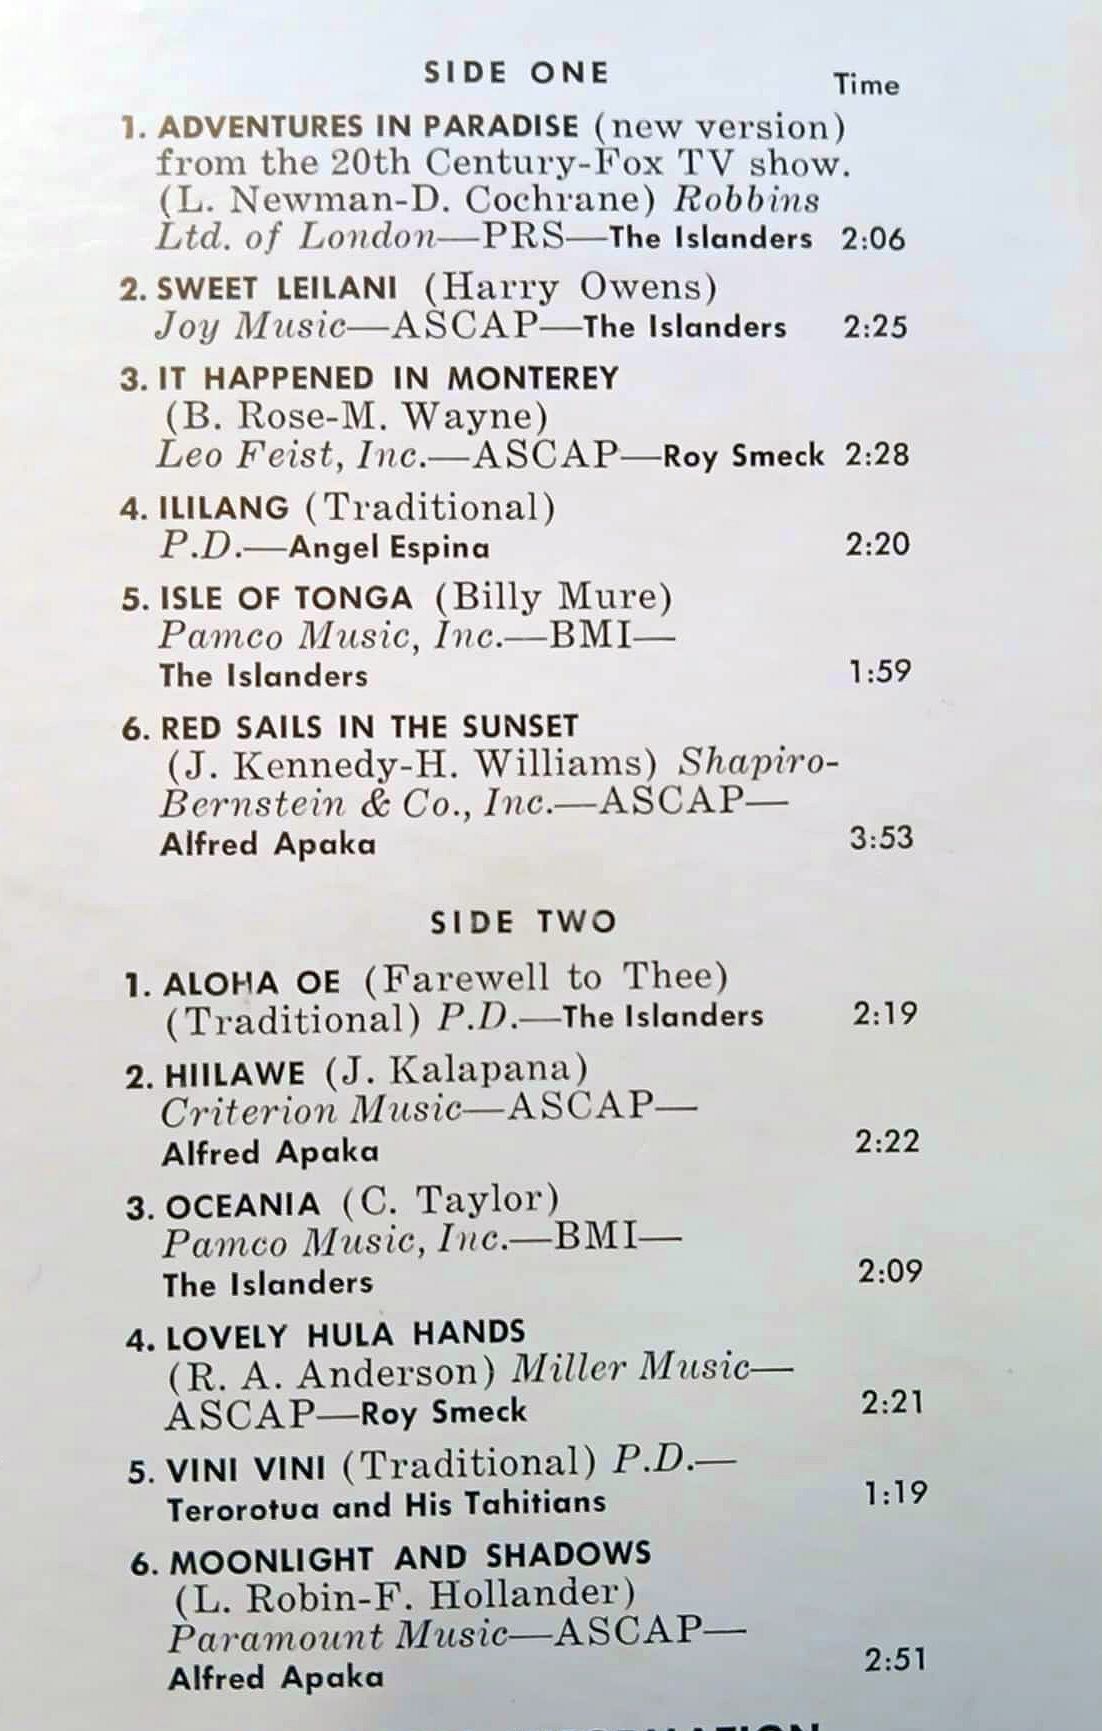 SIDE ONE
Time
1. ADVENTURES IN PARADISE (new version)
from the 20th Century-Fox TV show.
(L. Newman-D. Cochrane) Robbins
Ltd. of London—PRS—The Islanders 2:06
2. SWEET LEILANI (Harry Owens)
Joy Music—ASCAP—The Islanders 2:25
3. IT HAPPENED IN MONTEREY
(B. Rose-M. Wayne)
Leo Feist, Inc.—ASCAP—Roy Smeck 2:28
4. ILILANG (Traditional)
P.D.—Angel Espina 2:20
5. ISLE OF TONGA (Billy Mure)
Pamco Music, Inc.—BMI—
The Islanders 1:59
6. RED SAILS IN THE SUNSET
(J. Kennedy-H. Williams) Shapiro-
Bernstein & Co., Inc.—ASCAP—
Alfred Apaka 3:53
SIDE TWO
1. ALOHA OE (Farewell to Thee)
(Traditional) P.D.—The Islanders 2:19
2. HIILAWE (J. Kalapana)
Criterion Music—ASCAP—
Alfred Apaka 2:22
3. OCEANIA (C. Taylor)
Pamco Music, Inc.—BMI—
The Islanders 2:09
4. LOVELY HULA HANDS
(R. A. Anderson) Miller Music—
ASCAP—Roy Smeck 2:21
5. VINI VINI (Traditional) P.D.—
Terorotua and His Tahitians 1:19
6. MOONLIGHT AND SHADOWS
(L. Robin-F. Hollander)
Paramount Music—ASCAP—
Alfred Apaka 2:51